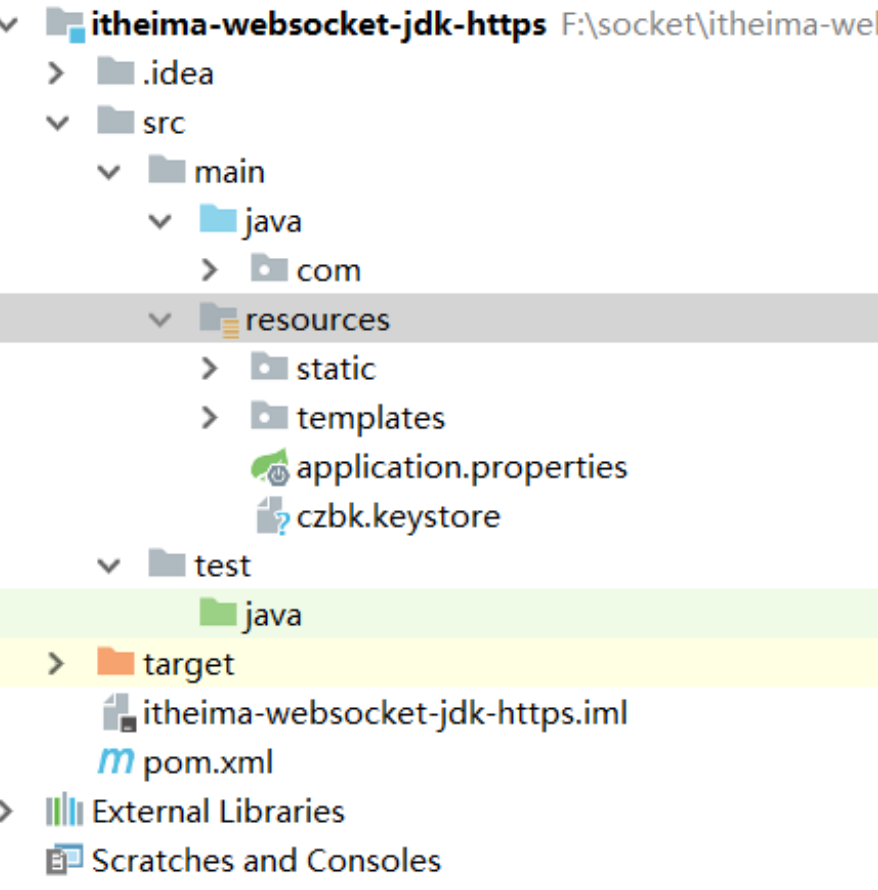 itheima-websocket-jdk-https F:\socket\itheima-wel
.idea
src
main
java
com
resources
static
templates
application.properties
czbk.keystore
test
java
target
itheima-websocket-jdk-https.iml
pom.xml
External Libraries
Scratches and Consoles